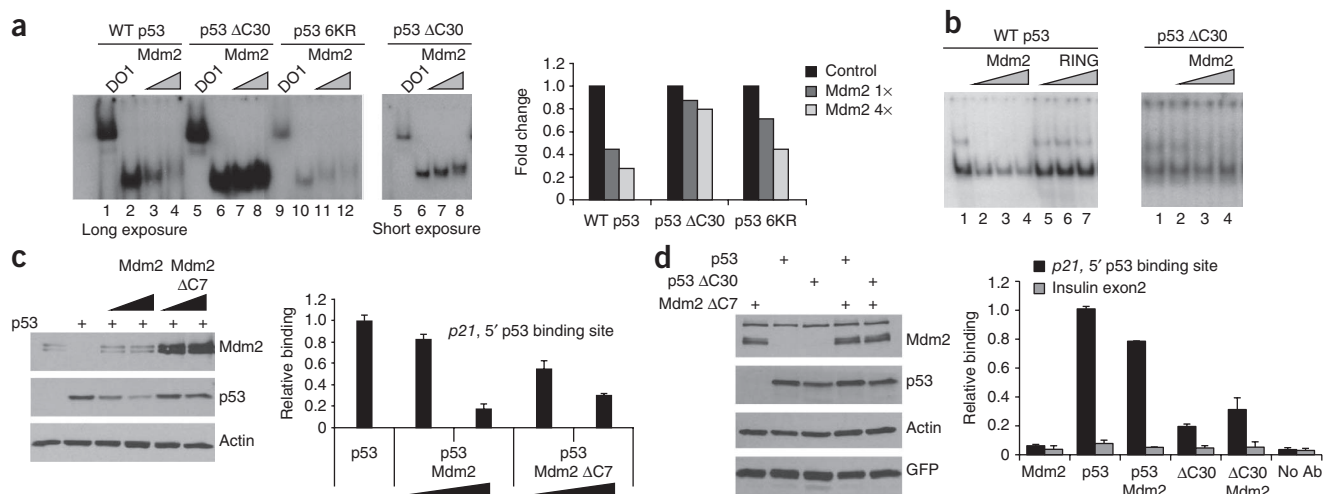 a
WT p53 p53 ΔC30 p53 6KR p53 ΔC30
DO1 Mdm2 DO1 Mdm2 DO1 Mdm2 DO1 Mdm2
1 2 3 4 5 6 7 8 9 10 11 12 5 6 7 8
Long exposure Short exposure
Fold change
1.2
1.0
0.8
0.6
0.4
0.2
0
WT p53 p53 ΔC30 p53 6KR
Control
Mdm2 1×
Mdm2 4×
b
WT p53 p53 ΔC30
Mdm2 RING Mdm2
1 2 3 4 5 6 7 1 2 3 4
c
Mdm2 Mdm2 ΔC7
p53 + + + + +
Mdm2
p53
Actin
Relative binding
1.2
1.0
0.8
0.6
0.4
0.2
0
p21, 5′ p53 binding site
p53 p53 p53
Mdm2 Mdm2 ΔC7
d
p53 + +
p53 ΔC30 + +
Mdm2 ΔC7 + + +
Mdm2
p53
Actin
GFP
p21, 5′ p53 binding site
Insulin exon2
Relative binding
1.2
1.0
0.8
0.6
0.4
0.2
0
Mdm2 p53 p53 ΔC30 ΔC30 No Ab
Mdm2 Mdm2